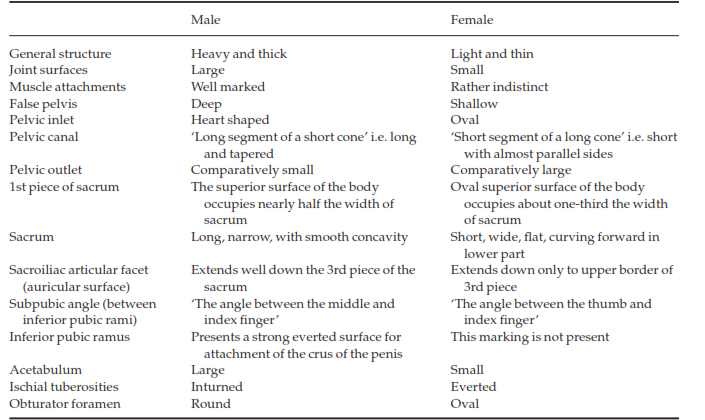 Male Female
General structure Heavy and thick Light and thin
Joint surfaces Large Small
Muscle attachments Well marked Rather indistinct
False pelvis Deep Shallow
Pelvic inlet Heart shaped Oval
Pelvic canal ‘Long segment of a short cone’ i.e. long ‘Short segment of a long cone’ i.e. short
and tapered with almost parallel sides
Pelvic outlet Comparatively small Comparatively large
1st piece of sacrum The superior surface of the body Oval superior surface of the body
occupies nearly half the width of occupies about one-third the width
sacrum of sacrum
Sacrum Long, narrow, with smooth concavity Short, wide, flat, curving forward in
lower part
Sacroiliac articular facet Extends well down the 3rd piece of the Extends down only to upper border of
(auricular surface) sacrum 3rd piece
Subpubic angle (between ‘The angle between the middle and ‘The angle between the thumb and
inferior pubic rami) index finger’ index finger’
Inferior pubic ramus Presents a strong everted surface for This marking is not present
attachment of the crus of the penis
Acetabulum Large Small
Ischial tuberosities Inturned Everted
Obturator foramen Round Oval